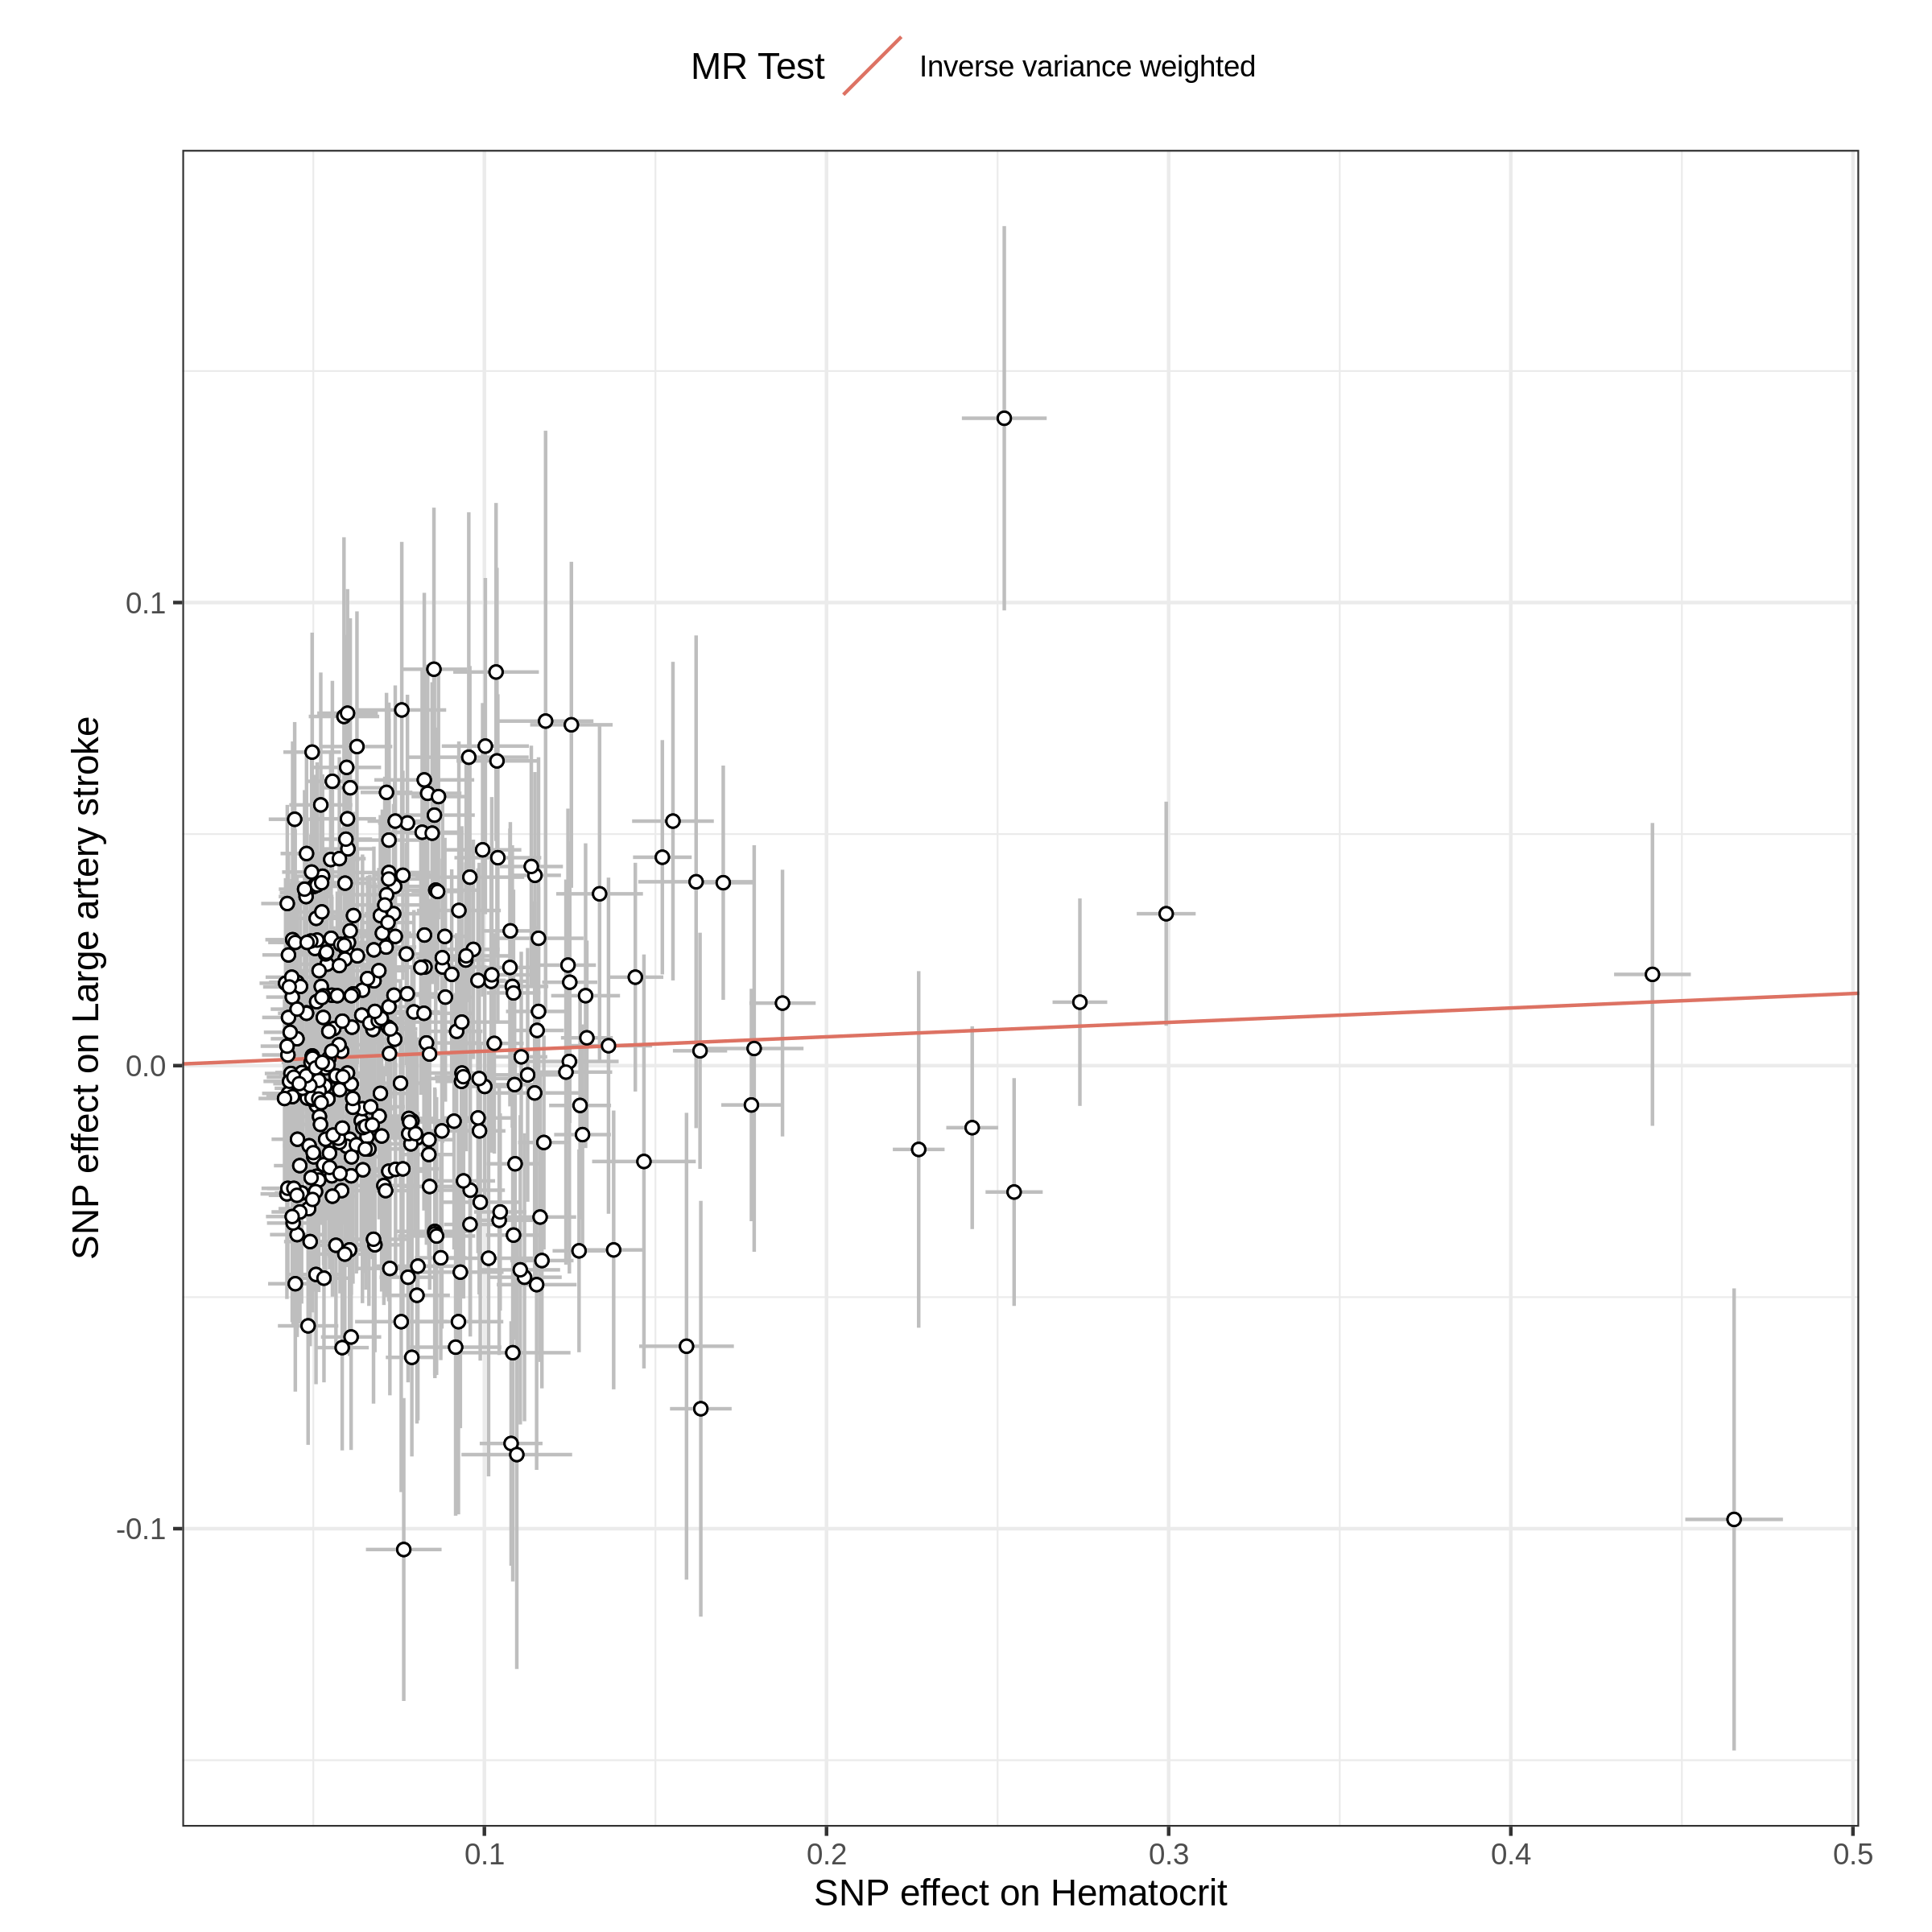 MR Test
Inverse variance weighted
SNP effect on Large artery stroke
0.1
0.0
-0.1
0.1
0.2
0.3
0.4
0.5
SNP effect on Hematocrit